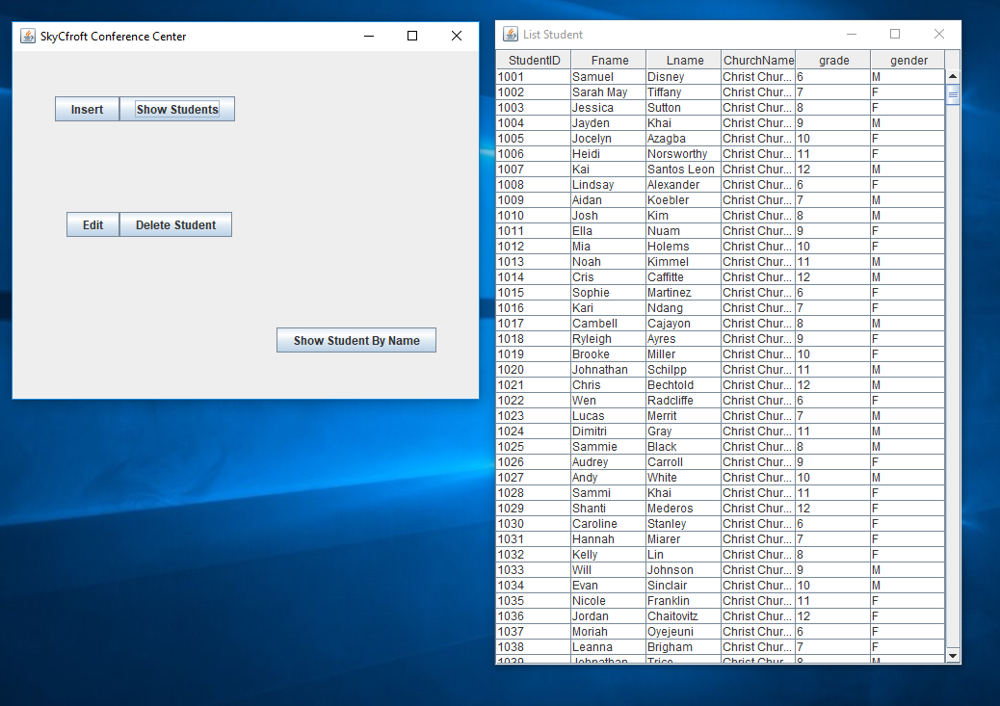 SkyCfroft Conference Center
Insert Show Students
Edit Delete Student
Show Student By Name
List Student
StudentID Fname Lname ChurchName grade gender
1001 Samuel Disney Christ Chur... 6 M
1002 Sarah May Tiffany Christ Chur... 7 F
1003 Jessica Sutton Christ Chur... 8 F
1004 Jayden Khai Christ Chur... 9 M
1005 Jocelyn Azagba Christ Chur... 10 F
1006 Heidi Norsworthy Christ Chur... 11 F
1007 Kai Santos Leon Christ Chur... 12 M
1008 Lindsay Alexander Christ Chur... 6 F
1009 Aidan Koebler Christ Chur... 7 M
1010 Josh Kim Christ Chur... 8 M
1011 Ella Nuam Christ Chur... 9 F
1012 Mia Holems Christ Chur... 10 F
1013 Noah Kimmel Christ Chur... 11 M
1014 Cris Caffitte Christ Chur... 12 M
1015 Sophie Martinez Christ Chur... 6 F
1016 Kari Ndang Christ Chur... 7 F
1017 Cambell Cajayon Christ Chur... 8 M
1018 Ryleigh Ayres Christ Chur... 9 F
1019 Brooke Miller Christ Chur... 10 F
1020 Johnathan Schilpp Christ Chur... 11 M
1021 Chris Bechtold Christ Chur... 12 M
1022 Wen Radcliffe Christ Chur... 6 F
1023 Lucas Merrit Christ Chur... 7 M
1024 Dimitri Gray Christ Chur... 11 M
1025 Sammie Black Christ Chur... 8 M
1026 Audrey Carroll Christ Chur... 9 F
1027 Andy White Christ Chur... 10 M
1028 Sammi Khai Christ Chur... 11 F
1029 Shanti Mederos Christ Chur... 12 F
1030 Caroline Stanley Christ Chur... 6 F
1031 Hannah Miarer Christ Chur... 7 F
1032 Kelly Lin Christ Chur... 8 F
1033 Will Johnson Christ Chur... 9 M
1034 Evan Sinclair Christ Chur... 10 M
1035 Nicole Franklin Christ Chur... 11 F
1036 Jordan Chaitovitz Christ Chur... 12 F
1037 Moriah Oyejeuni Christ Chur... 6 F
1038 Leanna Brigham Christ Chur... 7 F
1039 Johnathan Trice Christ Chur... 8 M